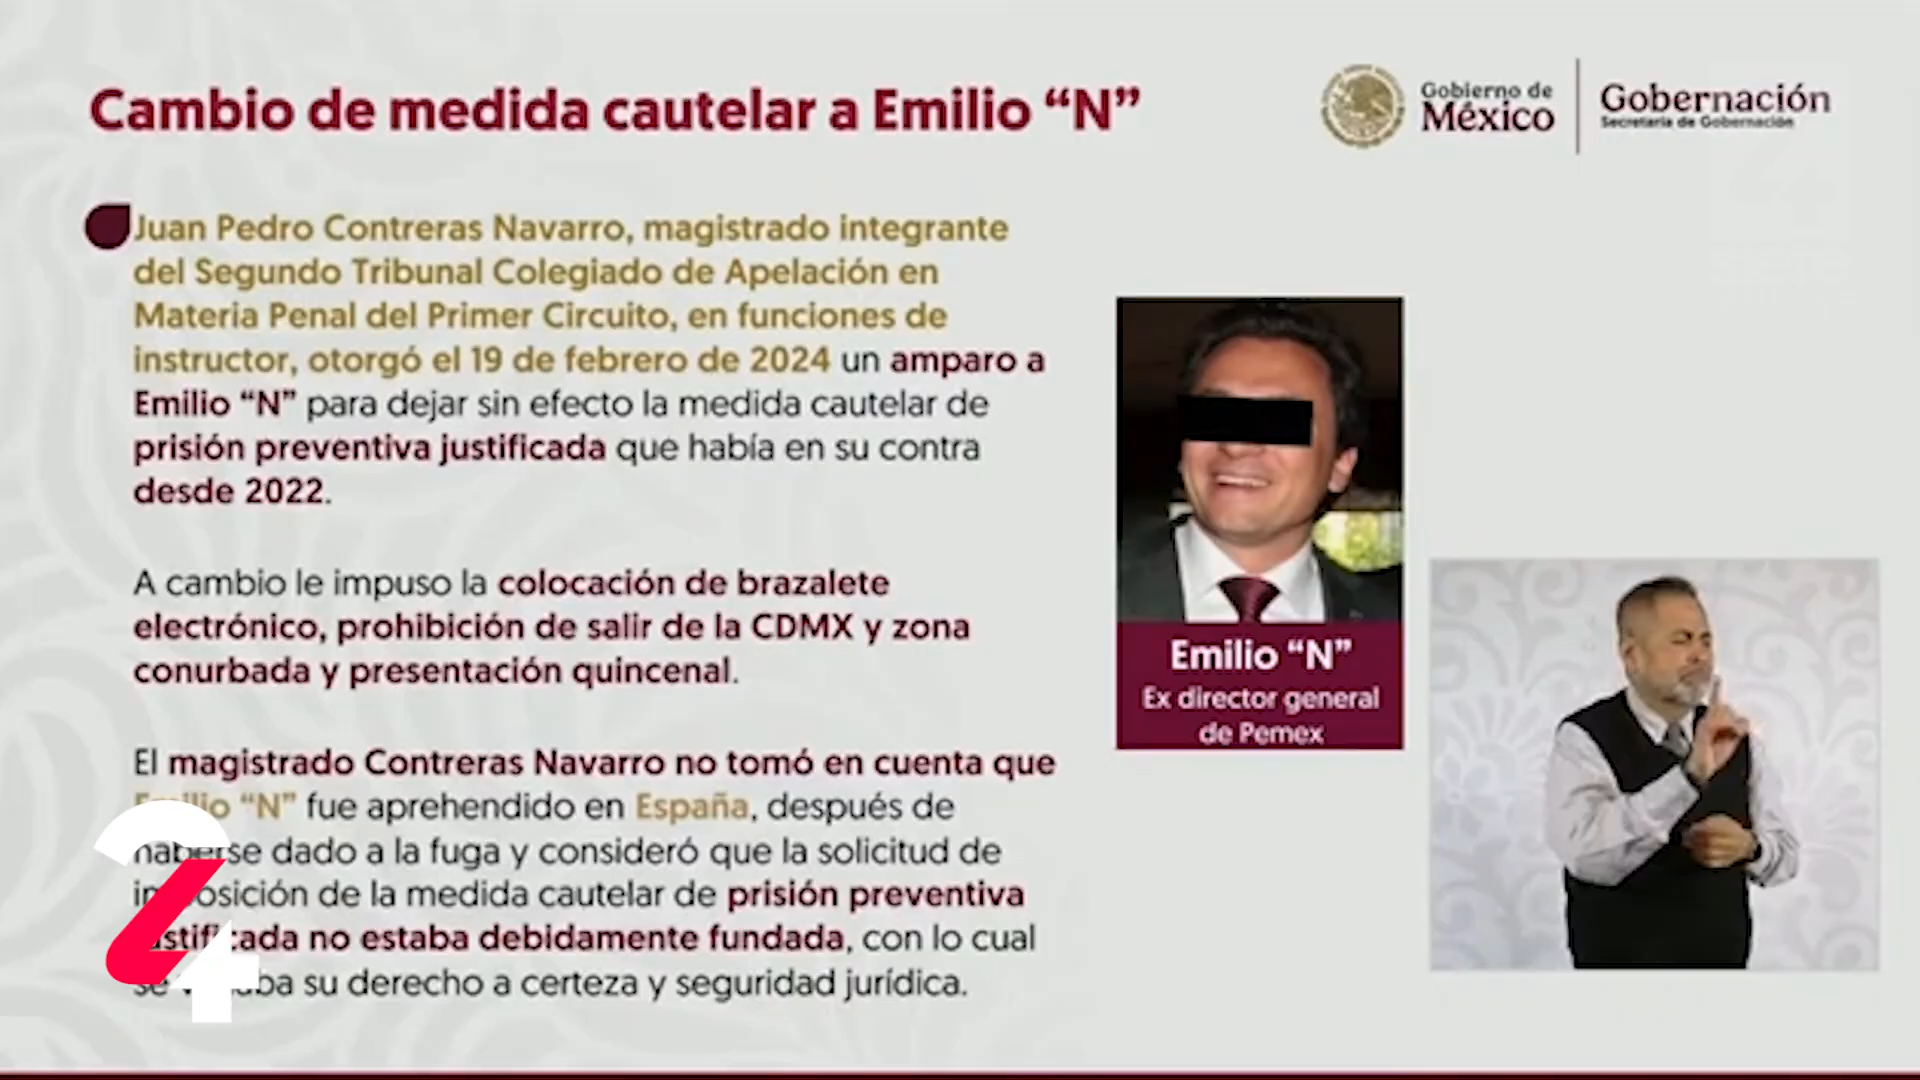 Cambio de medida cautelar a Emilio “N”
Gobierno de
México
Gobernación
Secretaría de Gobernación
Juan Pedro Contreras Navarro, magistrado integrante
del Segundo Tribunal Colegiado de Apelación en
Materia Penal del Primer Circuito, en funciones de
instructor, otorgó el 19 de febrero de 2024 un amparo a
Emilio “N” para dejar sin efecto la medida cautelar de
prisión preventiva justificada que había en su contra
desde 2022.
A cambio le impuso la colocación de brazalete
electrónico, prohibición de salir de la CDMX y zona
conurbada y presentación quincenal.
El magistrado Contreras Navarro no tomó en cuenta que
Emilio “N” fue aprehendido en España, después de
haberse dado a la fuga y consideró que la solicitud de
imposición de la medida cautelar de prisión preventiva
justificada no estaba debidamente fundada, con lo cual
se su derecho a certeza y seguridad jurídica.
Emilio “N”
Ex director general
de Pemex
24